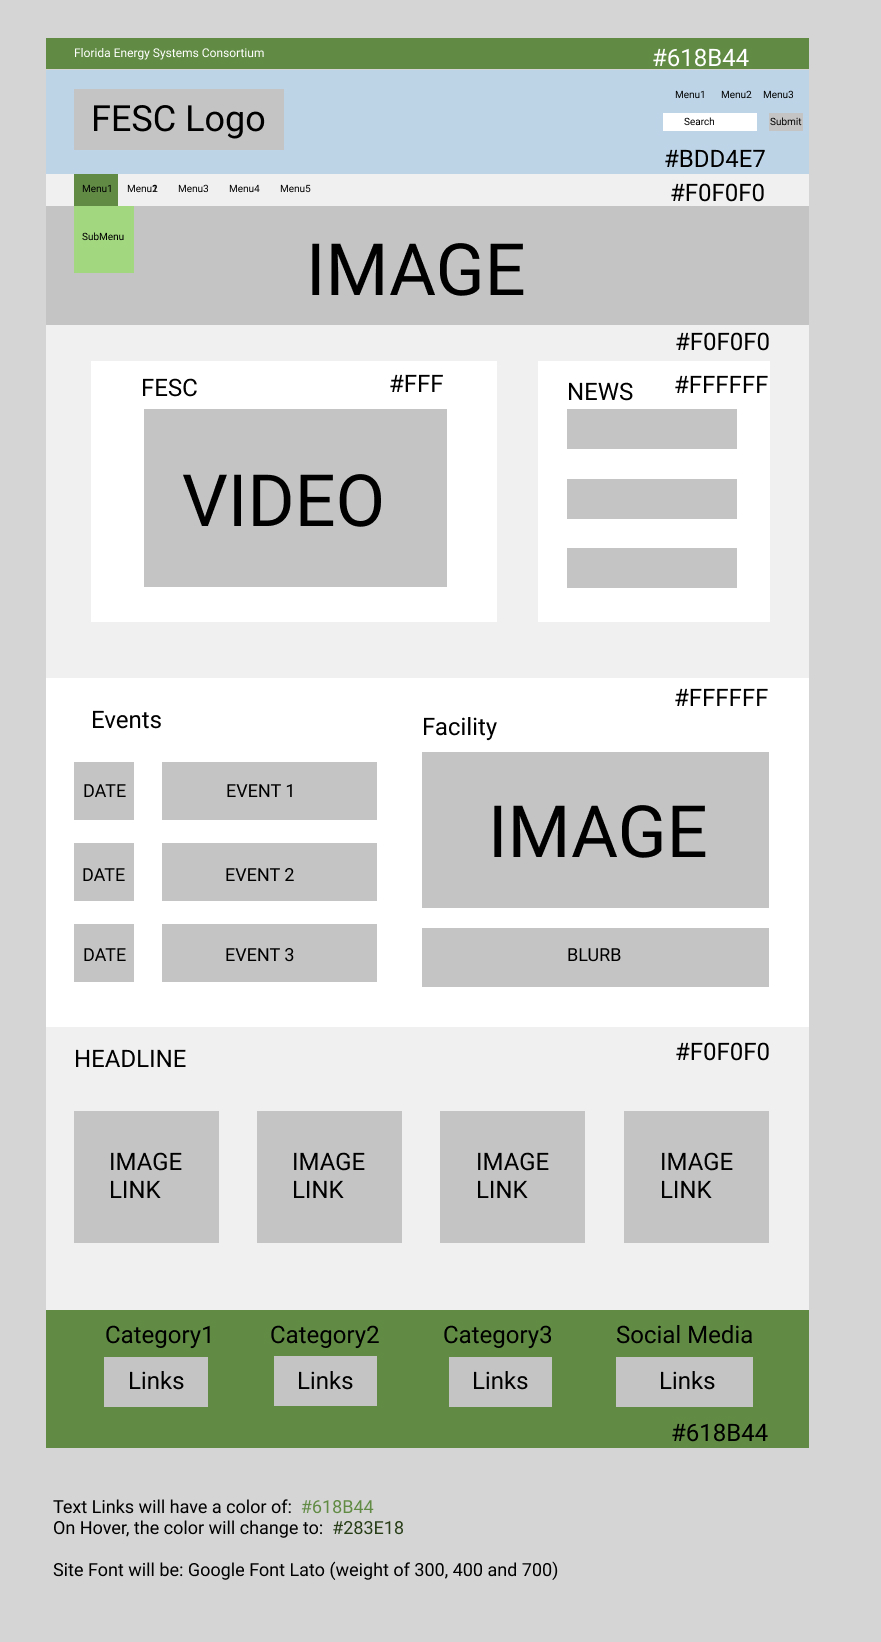 Florida Energy Systems Consortium
#618B44
FESC Logo
Menu1 Menu2 Menu3
Search Submit
#BDD4E7
Menu1 Menu2 Menu3 Menu4 Menu5
#F0F0F0
SubMenu
IMAGE
#F0F0F0
FESC #FFF
VIDEO
NEWS #FFFFFF
#FFFFFF
Events
DATE EVENT 1
DATE EVENT 2
DATE EVENT 3
Facility
IMAGE
BLURB
HEADLINE #F0F0F0
IMAGE
LINK
IMAGE
LINK
IMAGE
LINK
IMAGE
LINK
Category1 Category2 Category3 Social Media
Links Links Links Links
#618B44
Text Links will have a color of: #618B44
On Hover, the color will change to: #283E18
Site Font will be: Google Font Lato (weight of 300, 400 and 700)